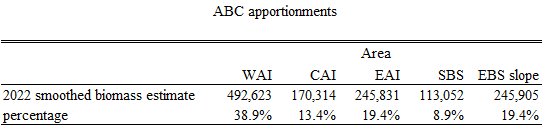 ABC apportionments
Area
WAI CAI EAI SBS EBS slope
2022 smoothed biomass estimate 492,623 170,314 245,831 113,052 245,905
percentage 38.9% 13.4% 19.4% 8.9% 19.4%